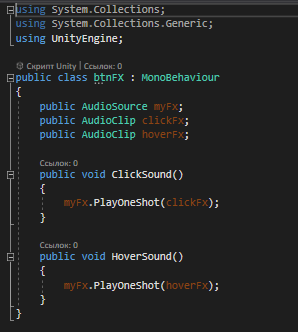 using System.Collections;
using System.Collections.Generic;
using UnityEngine;
Скрипт Unity | Ссылок: 0
public class btnFX : MonoBehaviour
{
public AudioSource myFx;
public AudioClip clickFx;
public AudioClip hoverFx;
Ссылок: 0
public void ClickSound()
{
myFx.PlayOneShot(clickFx);
}
Ссылок: 0
public void HoverSound()
{
myFx.PlayOneShot(hoverFx);
}
}